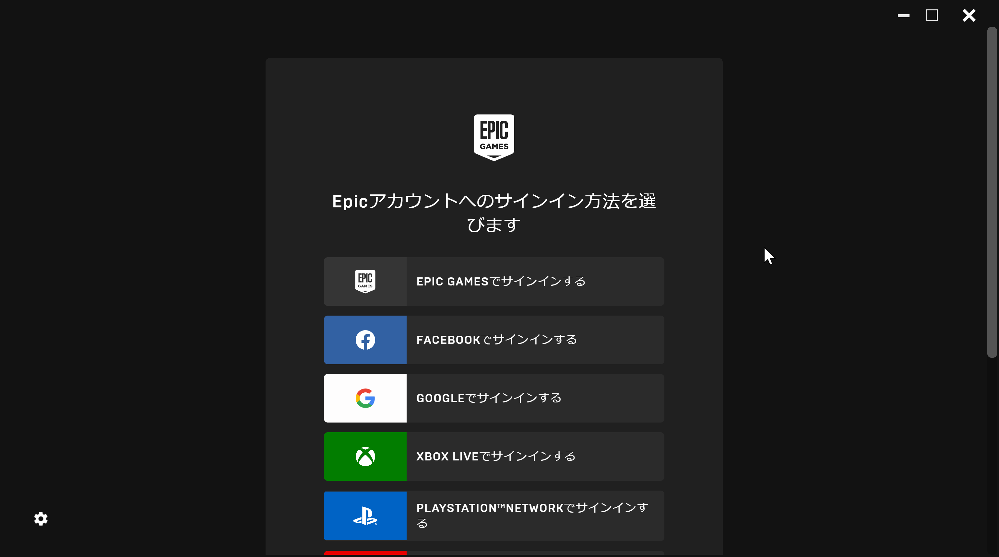 EPIC
GAMES
Epicアカウントへのサインイン方法を選
びます
EPIC
GAMES
EPIC GAMESでサインインする
FACEBOOKでサインインする
GOOGLEでサインインする
XBOX LIVEでサインインする
PLAYSTATION™NETWORKでサインインす
る